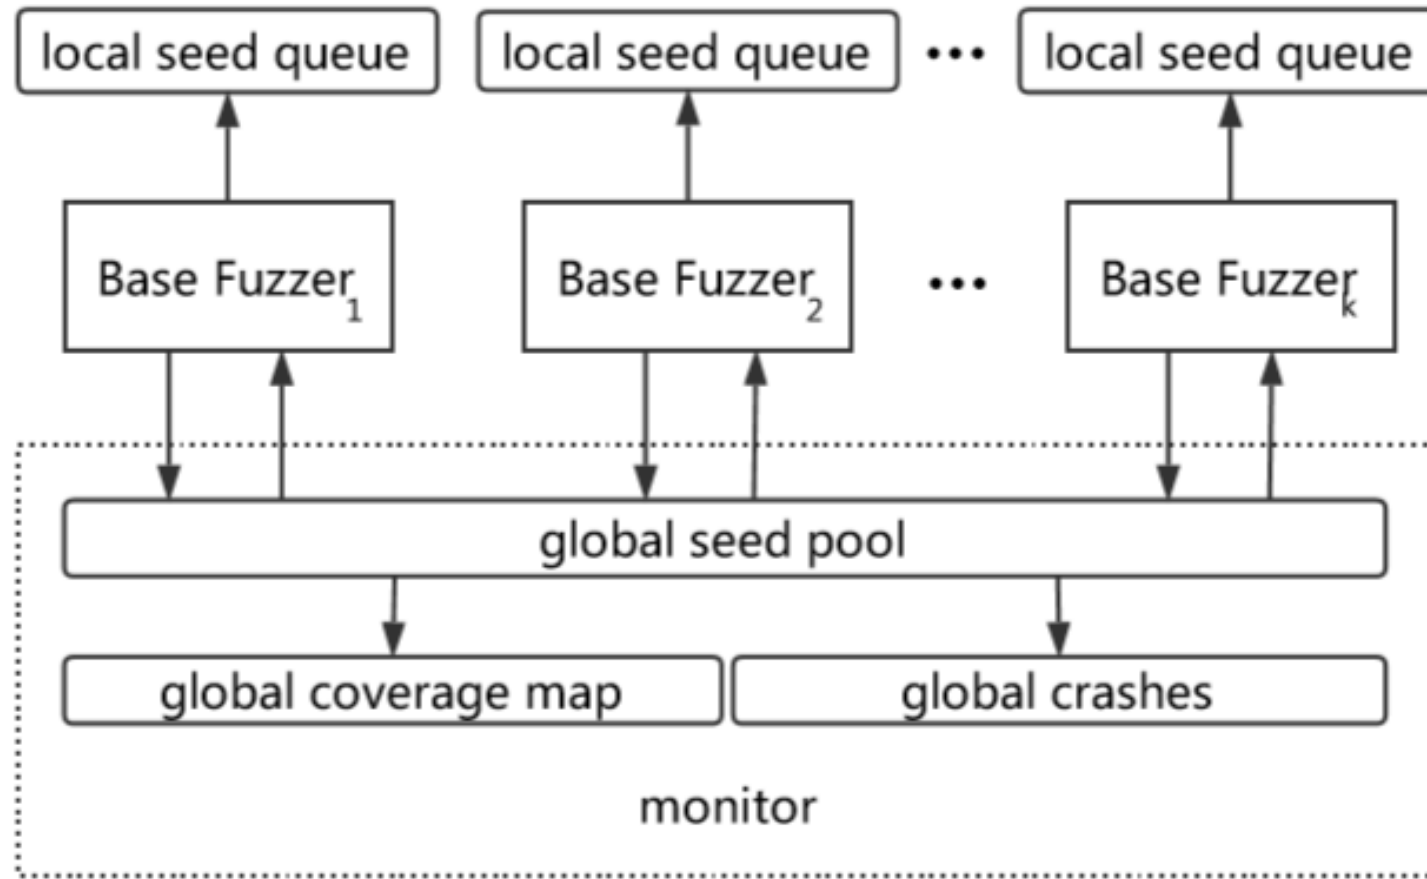 local seed queue local seed queue ••• local seed queue
Base Fuzzer1 Base Fuzzer2 ••• Base Fuzzerk
global seed pool
global coverage map global crashes
monitor